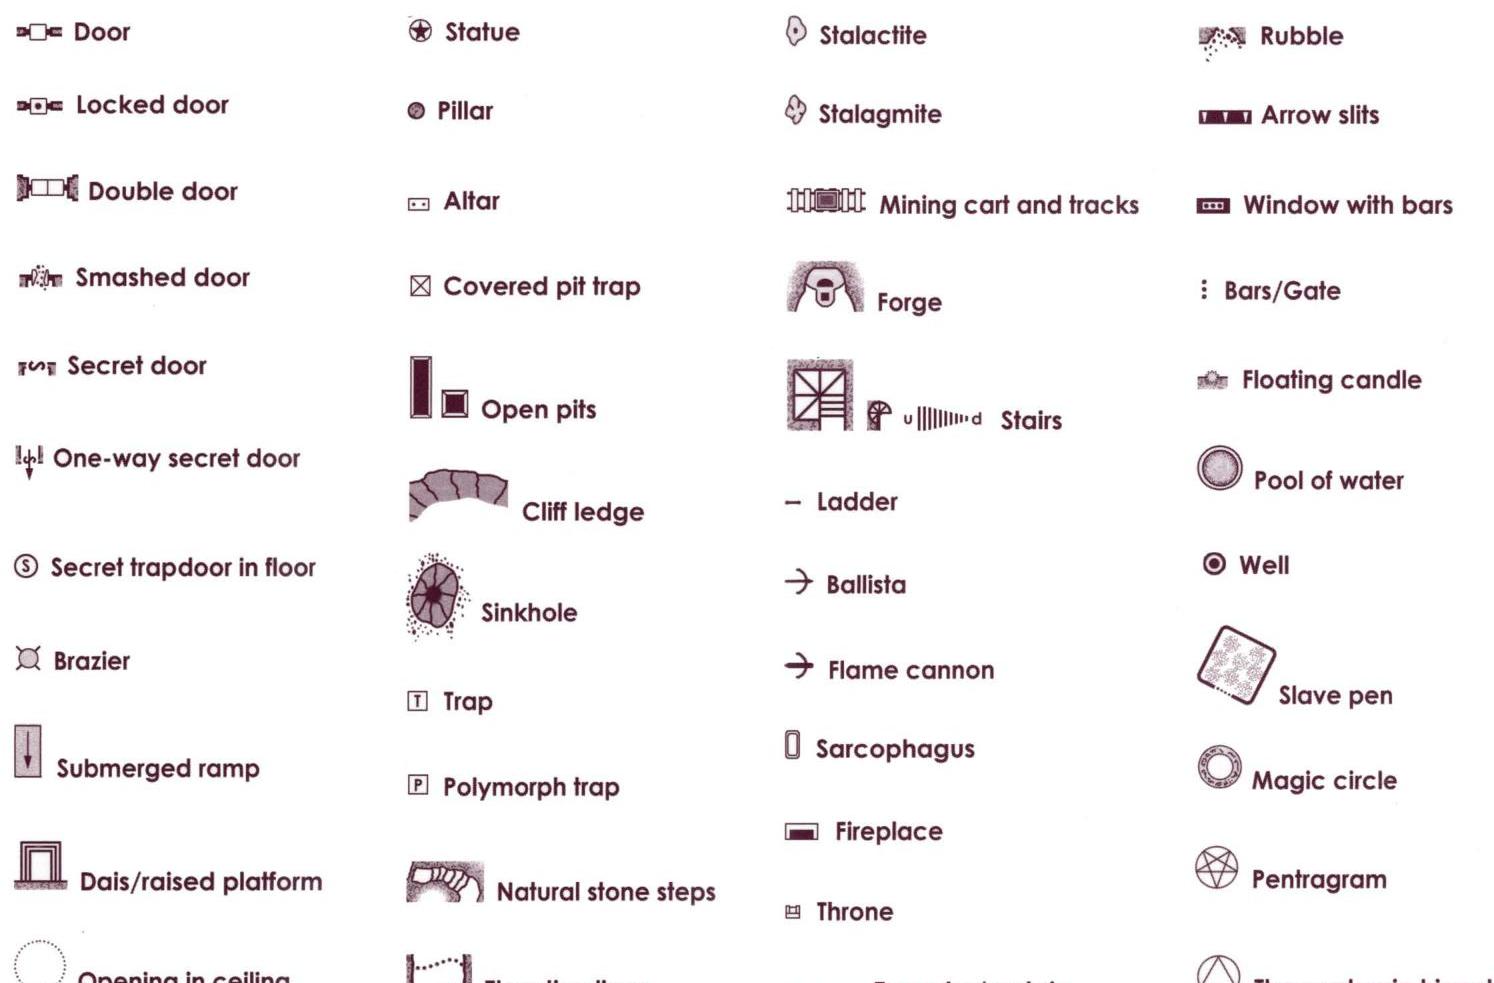 Door
Locked door
Double door
Smashed door
Secret door
One-way secret door
S
Secret trapdoor in floor
Brazier
Submerged ramp
Dais/raised platform
Opening in ceiling
Statue
Pillar
Altar
Covered pit trap
Open pits
Cliff ledge
Sinkhole
T Trap
P Polymorph trap
Natural stone steps
Stalactite
Stalagmite
Mining cart and tracks
Forge
u d Stairs
Ladder
Ballista
Flame cannon
Sarcophagus
Fireplace
Throne
Rubble
Arrow slits
Window with bars
Bars/Gate
Floating candle
Pool of water
Well
Slave pen
Magic circle
Pentragram